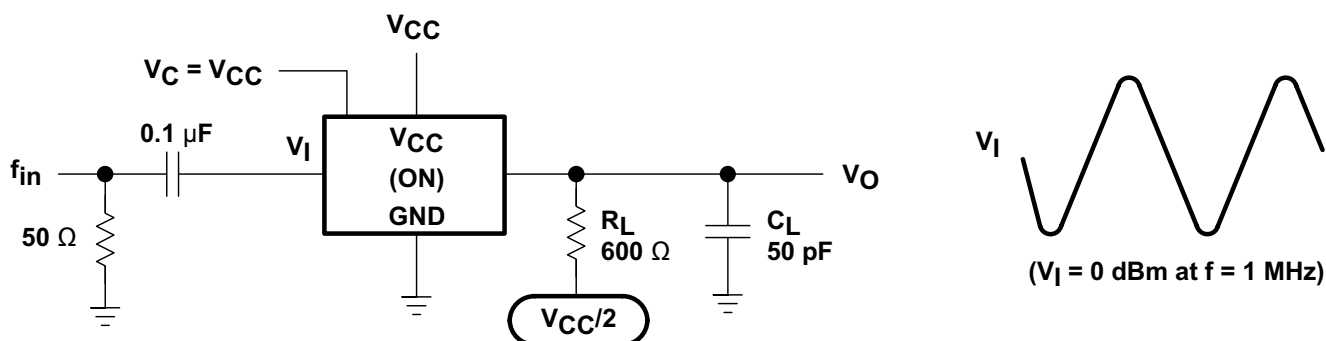 VCC
VC = VCC
0.1 µF
VI
VCC
(ON)
GND
fin
50 Ω
VO
RL
600 Ω
CL
50 pF
VCC/2
VI
(VI = 0 dBm at f = 1 MHz)